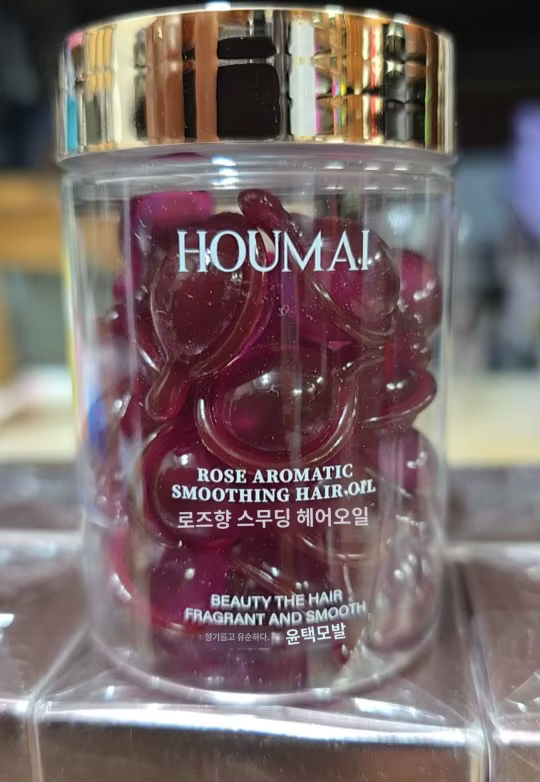 HOUMAI
ROSE AROMATIC
SMOOTHING HAIR OIL
로즈향 스무딩 헤어오일
BEAUTY THE HAIR
FRAGRANT AND SMOOTH
향기롭고 유순하다. 윤택모발